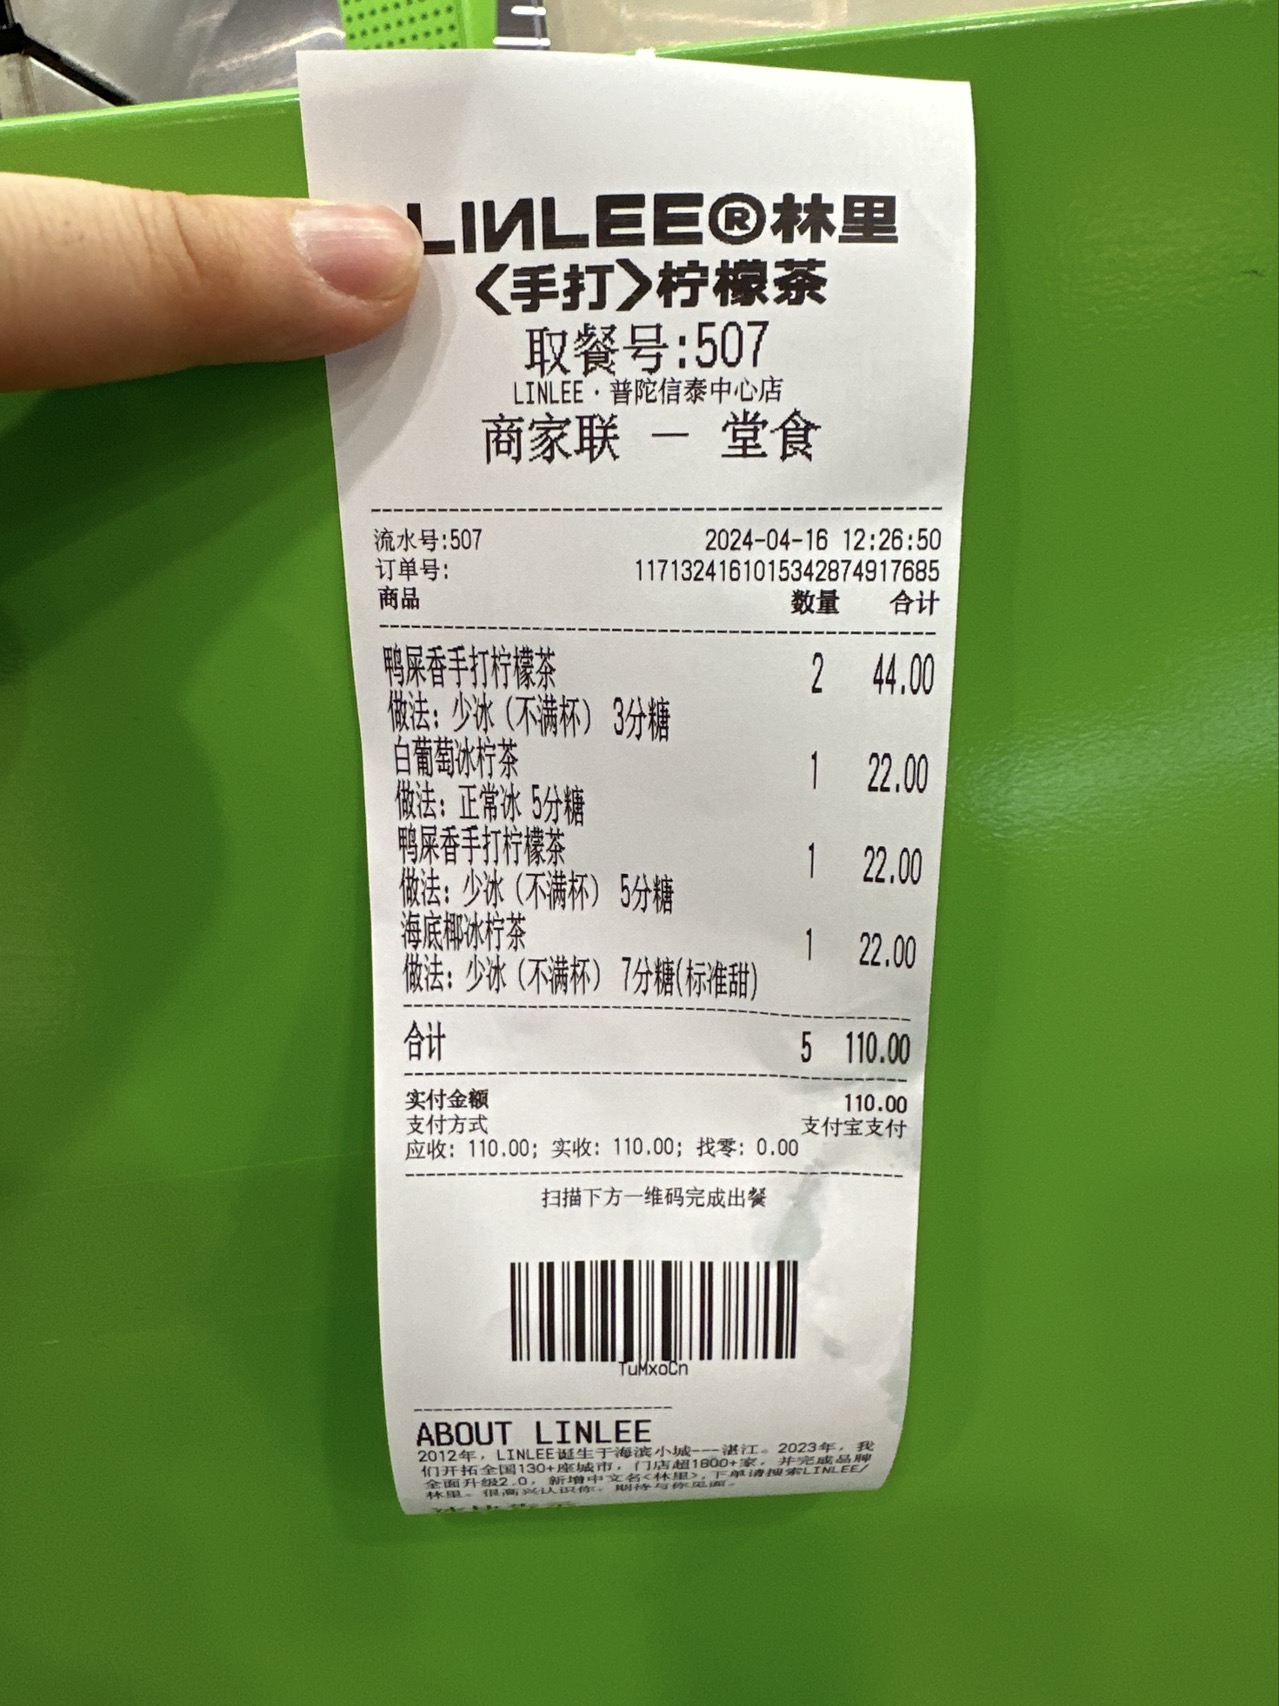 LINLEE®林里
<手打>柠檬茶
取餐号:507
LINLEE·普陀信泰中心店
商家联 — 堂食
流水号:507 2024-04-16 12:26:50
订单号: 1171324161015342874917685
商品 数量 合计
鸭屎香手打柠檬茶 2 44.00
做法：少冰（不满杯） 3分糖
白葡萄冰柠茶 1 22.00
做法：正常冰 5分糖
鸭屎香手打柠檬茶 1 22.00
做法：少冰（不满杯） 5分糖
海底椰冰柠茶 1 22.00
做法：少冰（不满杯） 7分糖(标准甜)
合计 5 110.00
实付金额 110.00
支付方式 支付宝支付
应收: 110.00; 实收: 110.00; 找零: 0.00
扫描下方一维码完成出餐
TuMxoCn
ABOUT LINLEE
2012年，LINLEE诞生于海滨小城---湛江。2023年，我
们开拓全国130+座城市，门店超1800+家，并完成品牌
全面升级2.0，新增中文名<林里>,下单请搜索LINLEE/
林里。很高兴认识你。期待与你见面。